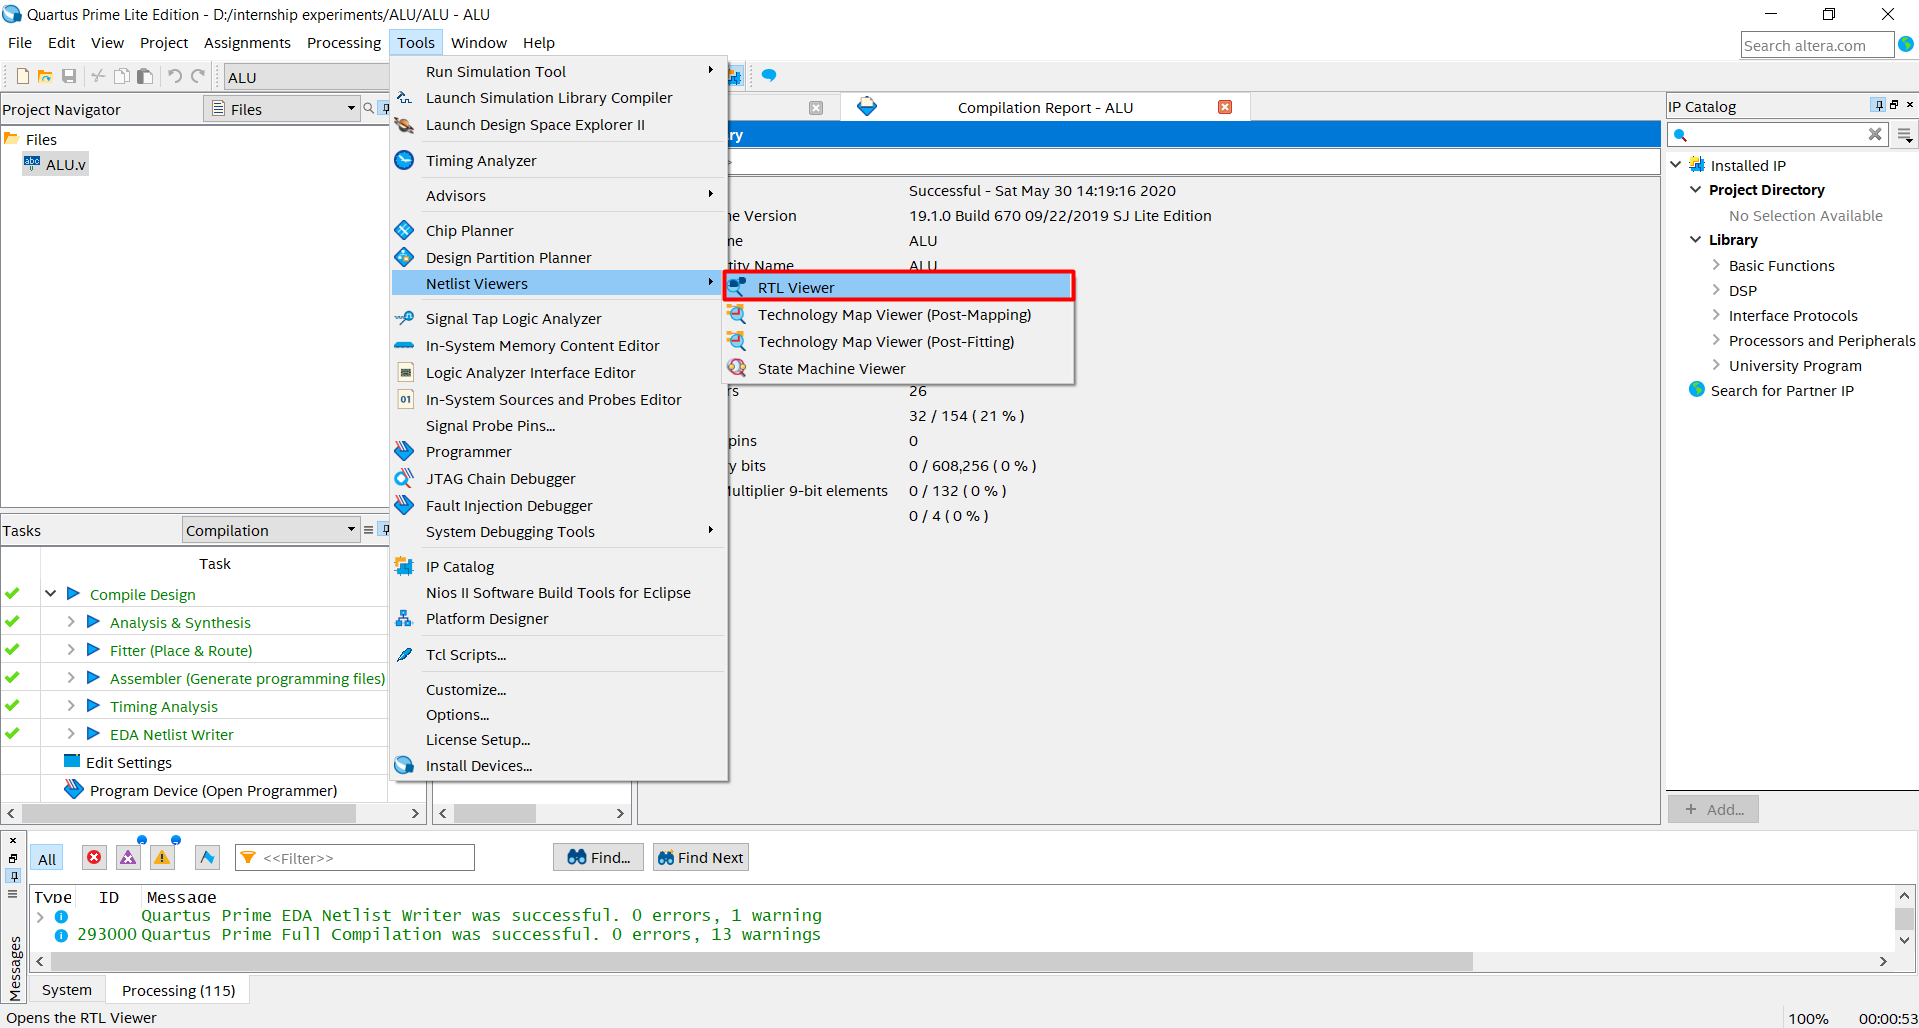 Quartus Prime Lite Edition - D:/internship experiments/ALU/ALU - ALU
File Edit View Project Assignments Processing Tools Window Help
Search altera.com
ALU
Project Navigator
Files
Files
ALU.v
Run Simulation Tool
Launch Simulation Library Compiler
Launch Design Space Explorer II
Timing Analyzer
Advisors
Chip Planner
Design Partition Planner
Netlist Viewers
Signal Tap Logic Analyzer
In-System Memory Content Editor
Logic Analyzer Interface Editor
In-System Sources and Probes Editor
Signal Probe Pins...
Programmer
JTAG Chain Debugger
Fault Injection Debugger
System Debugging Tools
IP Catalog
Nios II Software Build Tools for Eclipse
Platform Designer
Tcl Scripts...
Customize...
Options...
License Setup...
Install Devices...
RTL Viewer
Technology Map Viewer (Post-Mapping)
Technology Map Viewer (Post-Fitting)
State Machine Viewer
Compilation Report - ALU
ry
Successful - Sat May 30 14:19:16 2020
ne Version 19.1.0 Build 670 09/22/2019 SJ Lite Edition
me ALU
tity Name ALU
rs 26
32 / 154 ( 21 % )
pins 0
y bits 0 / 608,256 ( 0 % )
Multiplier 9-bit elements 0 / 132 ( 0 % )
0 / 4 ( 0 % )
IP Catalog
Installed IP
Project Directory
No Selection Available
Library
Basic Functions
DSP
Interface Protocols
Processors and Peripherals
University Program
Search for Partner IP
+ Add...
Tasks
Compilation
Task
Compile Design
Analysis & Synthesis
Fitter (Place & Route)
Assembler (Generate programming files)
Timing Analysis
EDA Netlist Writer
Edit Settings
Program Device (Open Programmer)
All
<<Filter>>
Find...
Find Next
Type ID Message
Quartus Prime EDA Netlist Writer was successful. 0 errors, 1 warning
293000 Quartus Prime Full Compilation was successful. 0 errors, 13 warnings
Messages
System
Processing (115)
Opens the RTL Viewer
100% 00:00:53